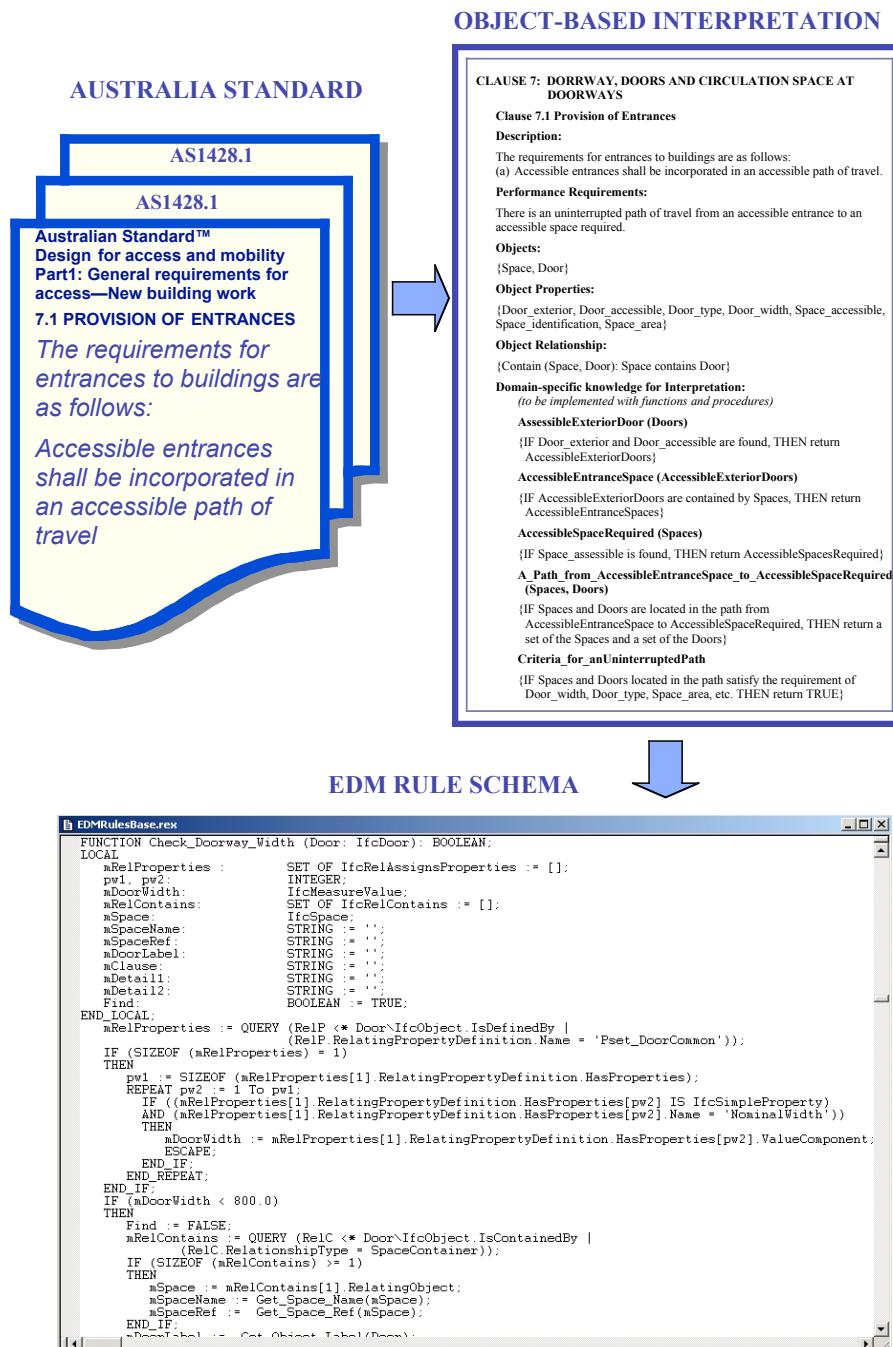 OBJECT-BASED INTERPRETATION
AUSTRALIA STANDARD
AS1428.1
AS1428.1
Australian Standard™
Design for access and mobility
Part1: General requirements for
access—New building work
7.1 PROVISION OF ENTRANCES
The requirements for
entrances to buildings are
as follows:
Accessible entrances
shall be incorporated in
an accessible path of
travel
CLAUSE 7: DORRWAY, DOORS AND CIRCULATION SPACE AT
DOORWAYS
Clause 7.1 Provision of Entrances
Description:
The requirements for entrances to buildings are as follows:
(a) Accessible entrances shall be incorporated in an accessible path of travel.
Performance Requirements:
There is an uninterrupted path of travel from an accessible entrance to an
accessible space required.
Objects:
{Space, Door}
Object Properties:
{Door_exterior, Door_accessible, Door_type, Door_width, Space_accessible,
Space_identification, Space_area}
Object Relationship:
{Contain (Space, Door): Space contains Door}
Domain-specific knowledge for Interpretation:
(to be implemented with functions and procedures)
AssessibleExteriorDoor (Doors)
{IF Door_exterior and Door_accessible are found, THEN return
AccessibleExteriorDoors}
AccessibleEntranceSpace (AccessibleExteriorDoors)
{IF AccessibleExteriorDoors are contained by Spaces, THEN return
AccessibleEntranceSpaces}
AccessibleSpaceRequired (Spaces)
{IF Space_assessible is found, THEN return AccessibleSpacesRequired}
A_Path_from_AccessibleEntranceSpace_to_AccessibleSpaceRequired
(Spaces, Doors)
{IF Spaces and Doors are located in the path from
AccessibleEntranceSpace to AccessibleSpaceRequired, THEN return a
set of the Spaces and a set of the Doors}
Criteria_for_anUninterruptedPath
{IF Spaces and Doors located in the path satisfy the requirement of
Door_width, Door_type, Space_area, etc. THEN return TRUE}
EDM RULE SCHEMA
EDMRulesBase.rex
FUNCTION Check_Doorway_Width (Door: IfcDoor): BOOLEAN;
LOCAL
mRelProperties : SET OF IfcRelAssignsProperties := [];
pw1, pw2: INTEGER;
mDoorWidth: IfcMeasureValue;
mRelContains: SET OF IfcRelContains := [];
mSpace: IfcSpace;
mSpaceName: STRING := '';
mSpaceRef: STRING := '';
mDoorLabel: STRING := '';
mClause: STRING := '';
mDetail1: STRING := '';
mDetail2: STRING := '';
Find: BOOLEAN := TRUE;
END_LOCAL;
mRelProperties := QUERY (RelP <* Door\IfcObject.IsDefinedBy |
(RelP.RelatingPropertyDefinition.Name = 'Pset_DoorCommon'));
IF (SIZEOF (mRelProperties) = 1)
THEN
pw1 := SIZEOF (mRelProperties[1].RelatingPropertyDefinition.HasProperties);
REPEAT pw2 := 1 To pw1;
IF ((mRelProperties[1].RelatingPropertyDefinition.HasProperties[pw2] IS IfcSimpleProperty)
AND (mRelProperties[1].RelatingPropertyDefinition.HasProperties[pw2].Name = 'NominalWidth'))
THEN
mDoorWidth := mRelProperties[1].RelatingPropertyDefinition.HasProperties[pw2].ValueComponent;
ESCAPE;
END_IF;
END_REPEAT;
END_IF;
IF (mDoorWidth < 800.0)
THEN
Find := FALSE;
mRelContains := QUERY (RelC <* Door\IfcObject.IsContainedBy |
(RelC.RelationshipType = SpaceContainer));
IF (SIZEOF (mRelContains) >= 1)
THEN
mSpace := mRelContains[1].RelatingObject;
mSpaceName := Get_Space_Name(mSpace);
mSpaceRef := Get_Space_Ref(mSpace);
END_IF;
mDoorLabel := Get_Object_Label(Door);